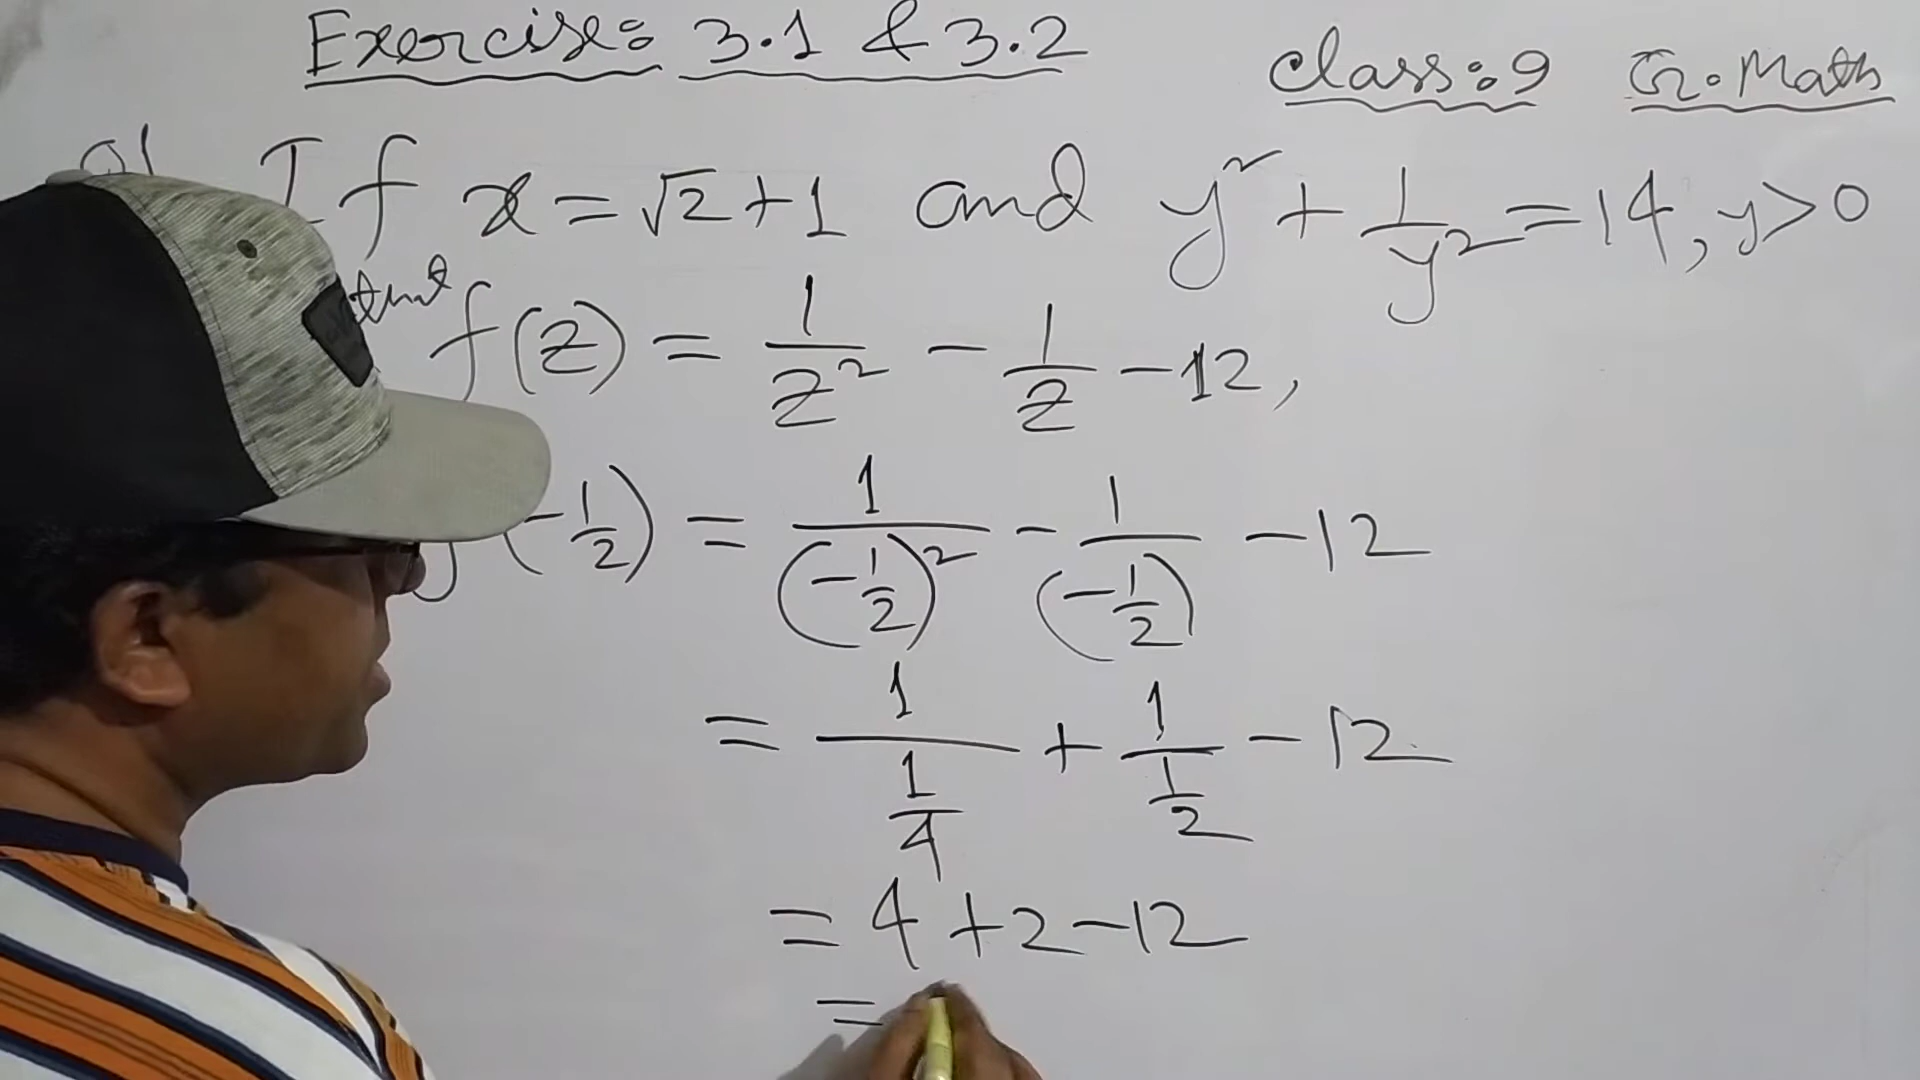 Exercise: 3.1 & 3.2
Class: 9 G. Math
If x = √2 + 1 and y² + 1/y² = 14, y > 0
that f(z) = 1/z² - 1/z - 12,
f(-1/2) = 1/(-1/2)² - 1/(-1/2) - 12
= 1/(1/4) + 1/(1/2) - 12
= 4 + 2 - 12
=